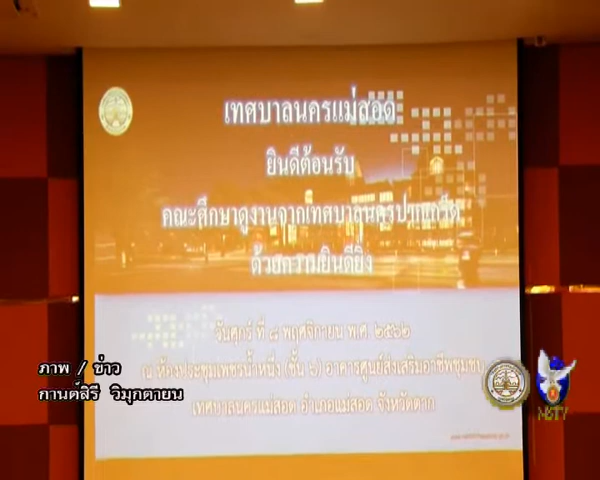 เทศบาลนครแม่สอด
ยินดีต้อนรับ
คณะศึกษาดูงานจากเทศบาลนครปากเกร็ด
ด้วยความยินดียิ่ง
วันศุกร์ ที่ ๘ พฤศจิกายน พ.ศ. ๒๕๖๒
ณ ห้องประชุมเพชรน้ำหนึ่ง (ชั้น ๖) อาคารศูนย์ส่งเสริมอาชีพชุมชนฯ
เทศบาลนครแม่สอด อำเภอแม่สอด จังหวัดตาก
ภาพ / ข่าว
กานต์สิรี วิมุกตายน